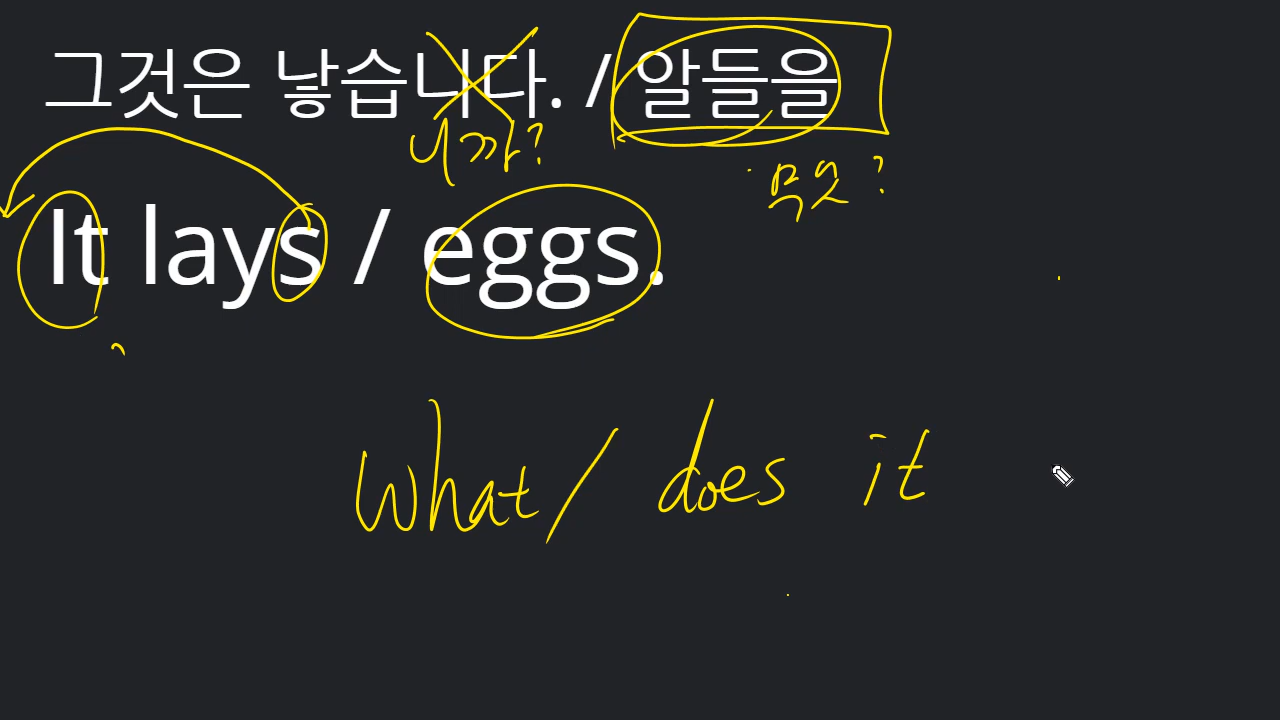 그것은 낳습니다. / 알들을
니까?
무엇?
It lays / eggs.
What / does it